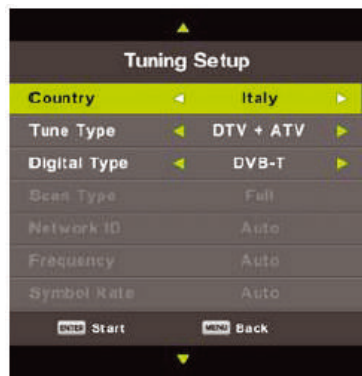 Tuning Setup
Country Italy
Tune Type DTV + ATV
Digital Type DVB-T
Scan Type Full
Network ID Auto
Frequency Auto
Symbol Rate Auto
ENTER Start MENU Back